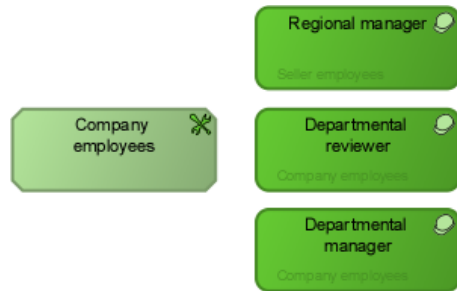 Regional manager
Seller employees
Company
employees
Departmental
reviewer
Company employees
Departmental
manager
Company employees